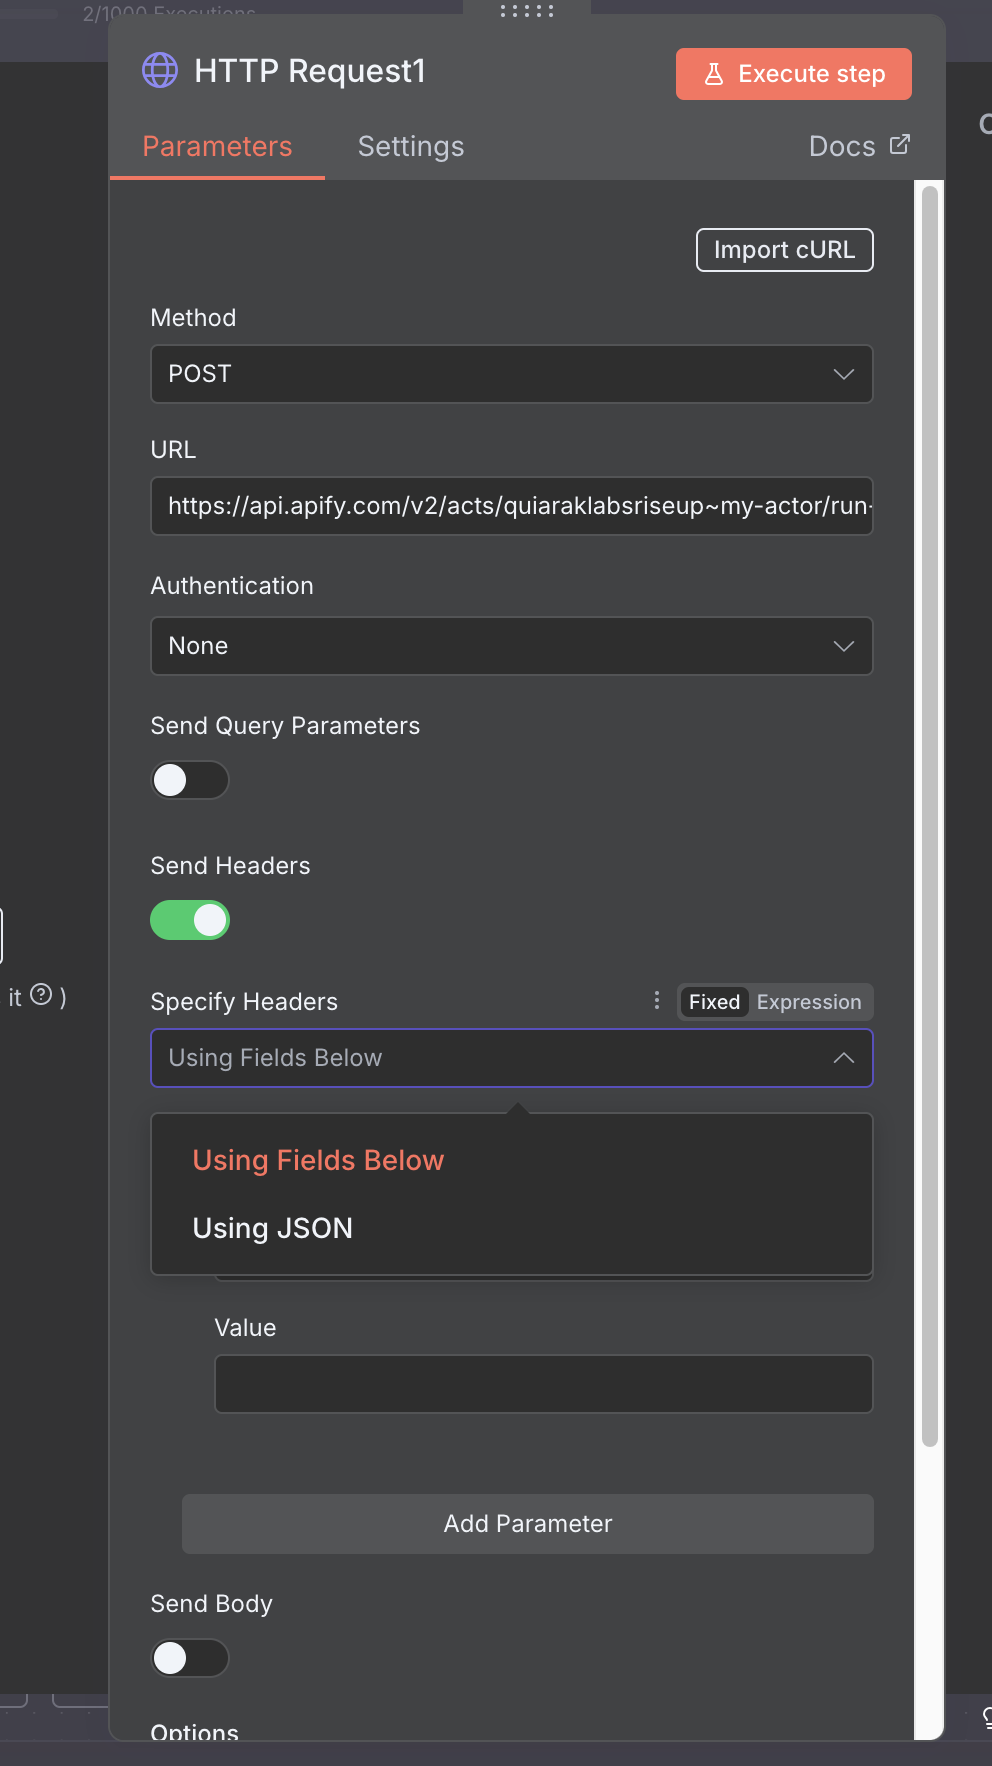 2/1000 Executions
HTTP Request1
Execute step
Parameters
Settings
Docs
Import cURL
Method
POST
URL
https://api.apify.com/v2/acts/quiaraklabsriseup~my-actor/run-
Authentication
None
Send Query Parameters
Send Headers
it ? )
Specify Headers
Fixed
Expression
Using Fields Below
Using Fields Below
Using JSON
Value
Add Parameter
Send Body
Options